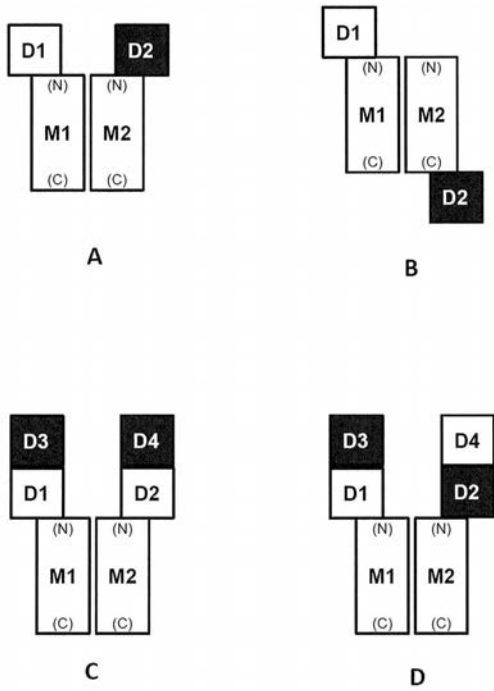 D1 D2
(N) (N)
M1 M2
(C) (C)
A
D1
(N) (N)
M1 M2
(C) (C)
D2
B
D3 D4
D1 D2
(N) (N)
M1 M2
(C) (C)
C
D3 D4
D1 D2
(N) (N)
M1 M2
(C) (C)
D